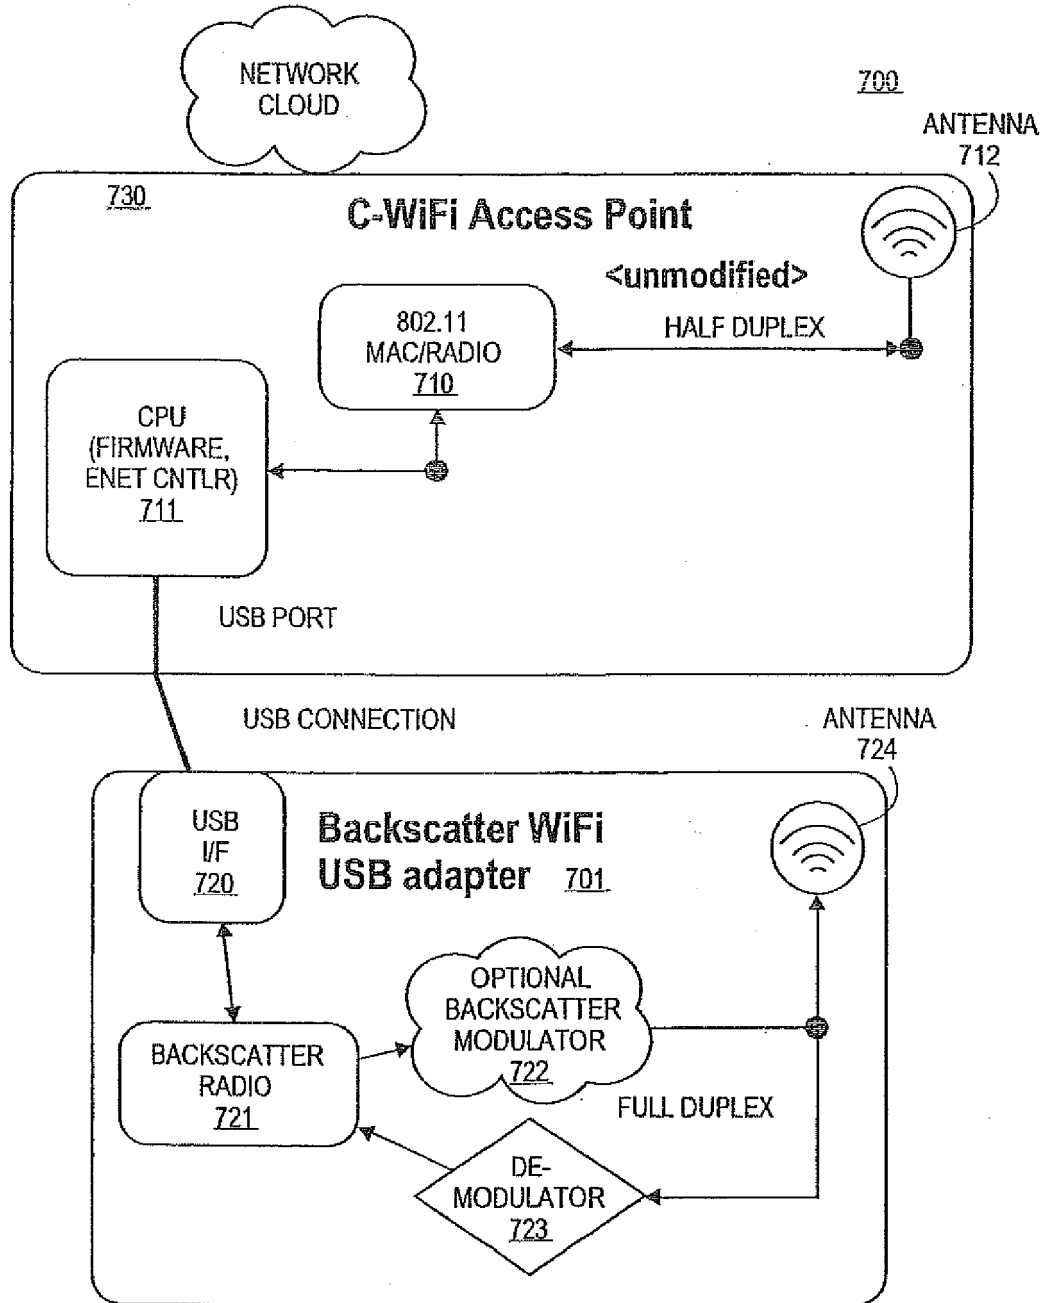 NETWORK
CLOUD
700
ANTENNA
712
730
C-WiFi Access Point
<unmodified>
802.11
MAC/RADIO
710
HALF DUPLEX
CPU
(FIRMWARE,
ENET CNTLR)
711
USB PORT
USB CONNECTION
ANTENNA
724
USB
I/F
720
Backscatter WiFi
USB adapter 701
OPTIONAL
BACKSCATTER
MODULATOR
722
BACKSCATTER
RADIO
721
FULL DUPLEX
DE-
MODULATOR
723